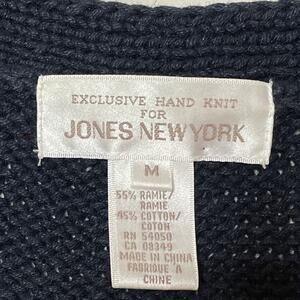 EXCLUSIVE HAND KNIT
FOR
JONES NEW YORK
M
55% RAMIE/
RAMIE
45% COTTON/
COTON
RN 54050
CA 08349
MADE IN CHINA
FABRIQUE A
CHINE